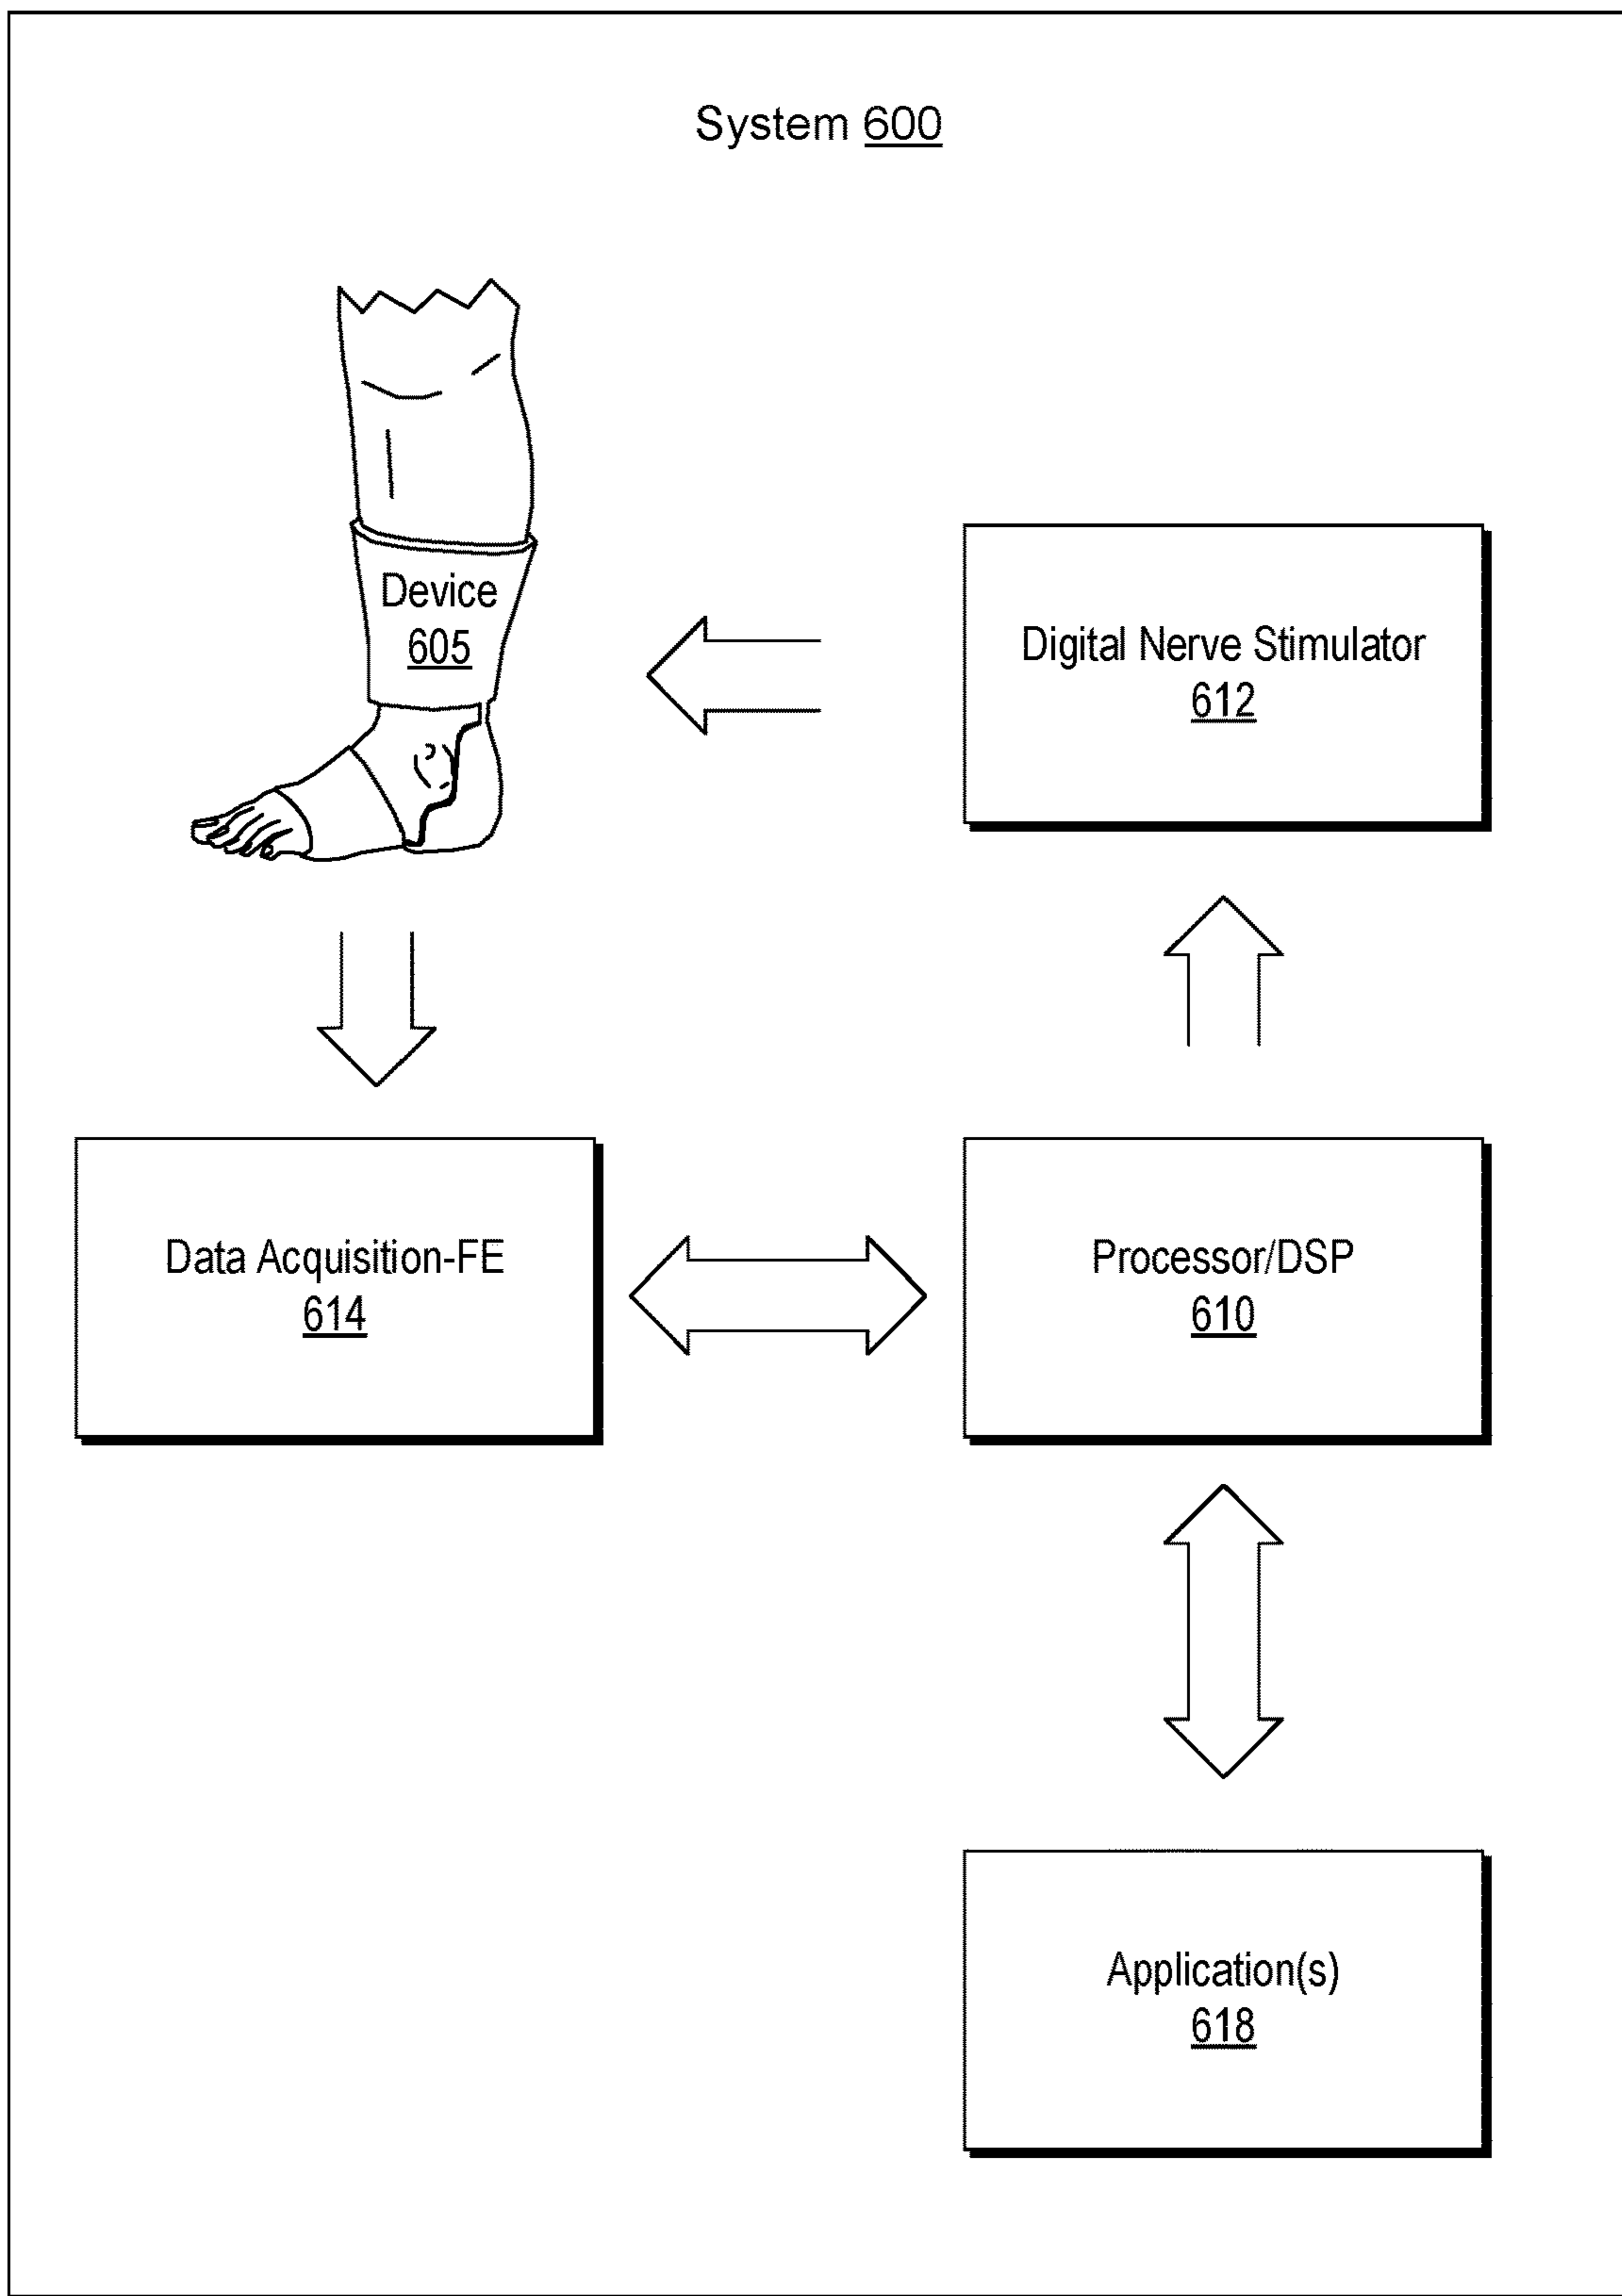 System 600
Device
605
Digital Nerve Stimulator
612
Data Acquisition-FE
614
Processor/DSP
610
Application(s)
618